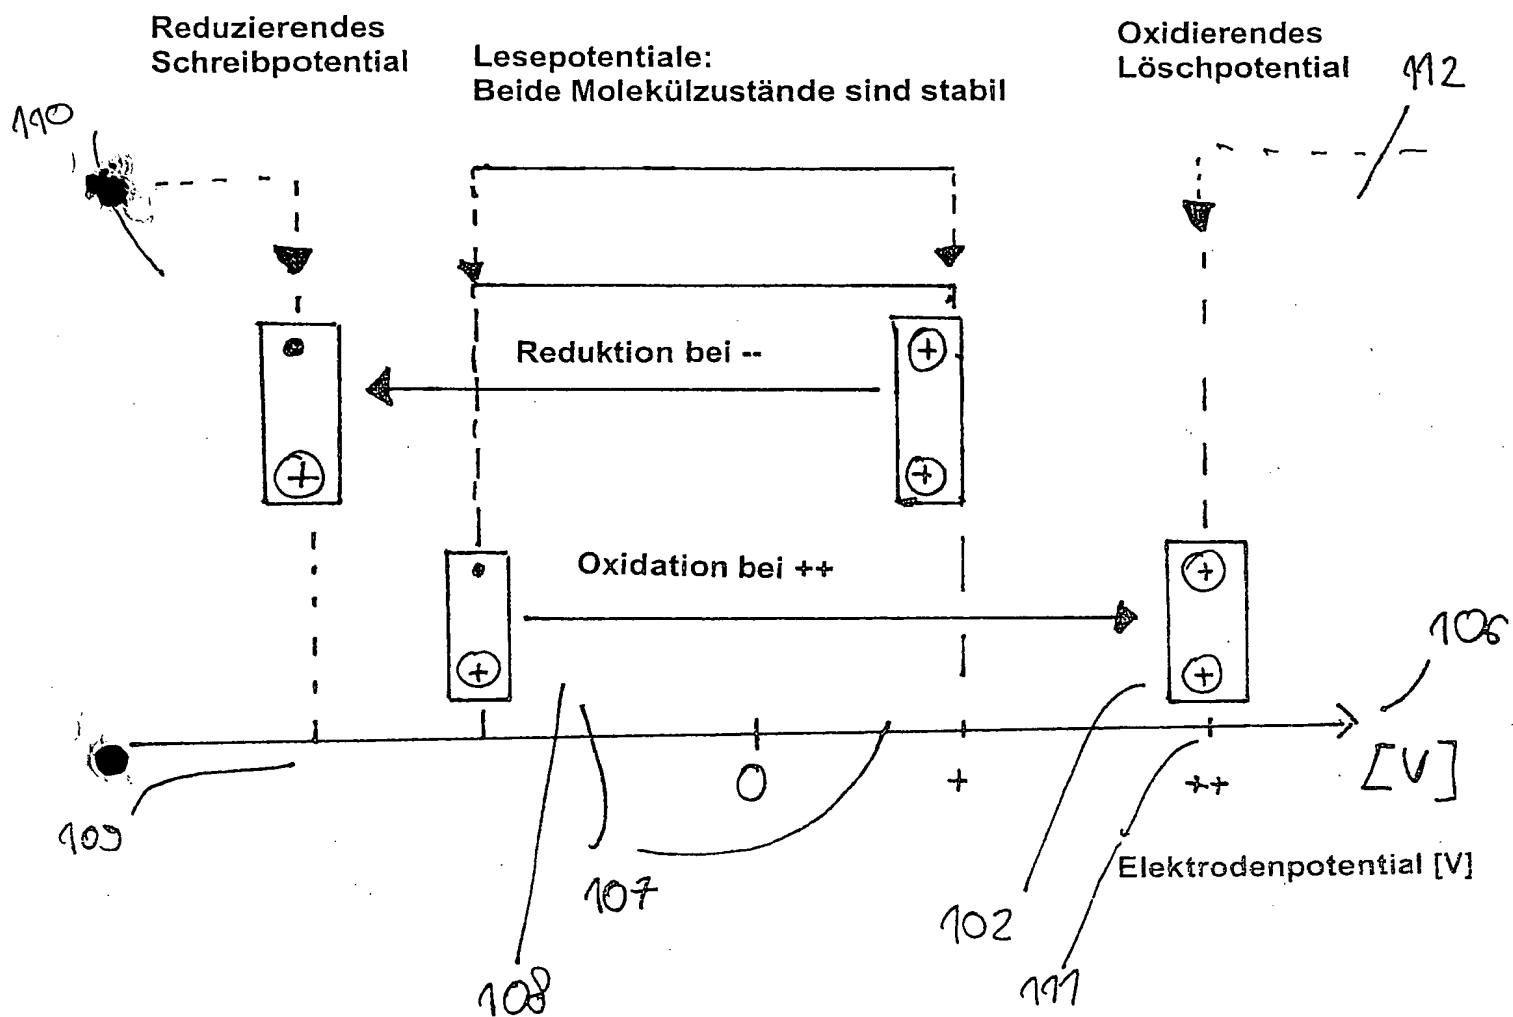 Reduzierendes
Schreibpotential
Lesepotentiale:
Beide Molekülzustände sind stabil
Oxidierendes
Löschpotential
112
110
Reduktion bei --
+
+
+
Oxidation bei ++
+
+
+
106
0
+
++
[V]
109
Elektrodenpotential [V]
107
102
108
111